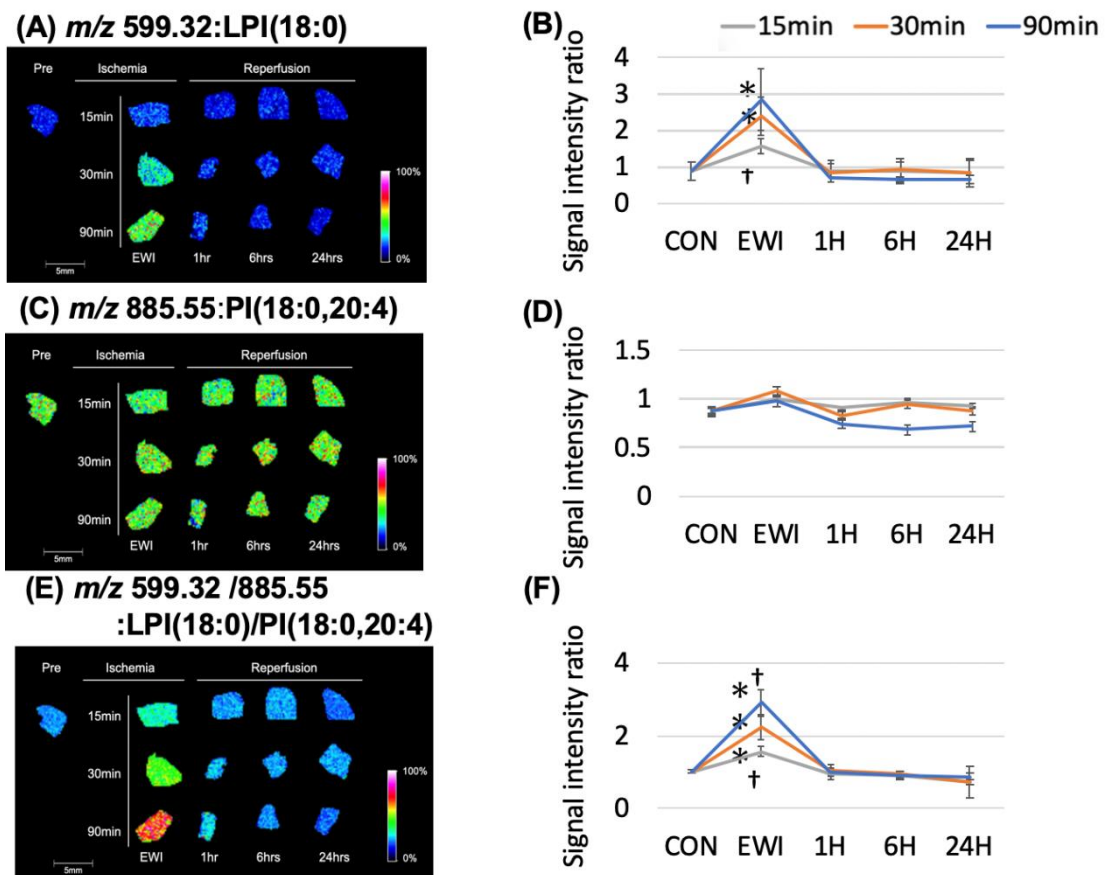 (A) m/z 599.32:LPI(18:0)
Pre Ischemia Reperfusion
15min
30min
90min
100%
0%
EWI 1hr 6hrs 24hrs
5mm
(B)
15min 30min 90min
Signal intensity ratio
4
3
2
1
0
*
*
†
CON EWI 1H 6H 24H
(C) m/z 885.55:PI(18:0,20:4)
Pre Ischemia Reperfusion
15min
30min
90min
100%
0%
EWI 1hr 6hrs 24hrs
5mm
(D)
Signal intensity ratio
1.5
1
0.5
0
CON EWI 1H 6H 24H
(E) m/z 599.32 /885.55
:LPI(18:0)/PI(18:0,20:4)
Pre Ischemia Reperfusion
15min
30min
90min
100%
0%
EWI 1hr 6hrs 24hrs
5mm
(F)
Signal intensity ratio
4
2
0
†
*
*
*
†
CON EWI 1H 6H 24H